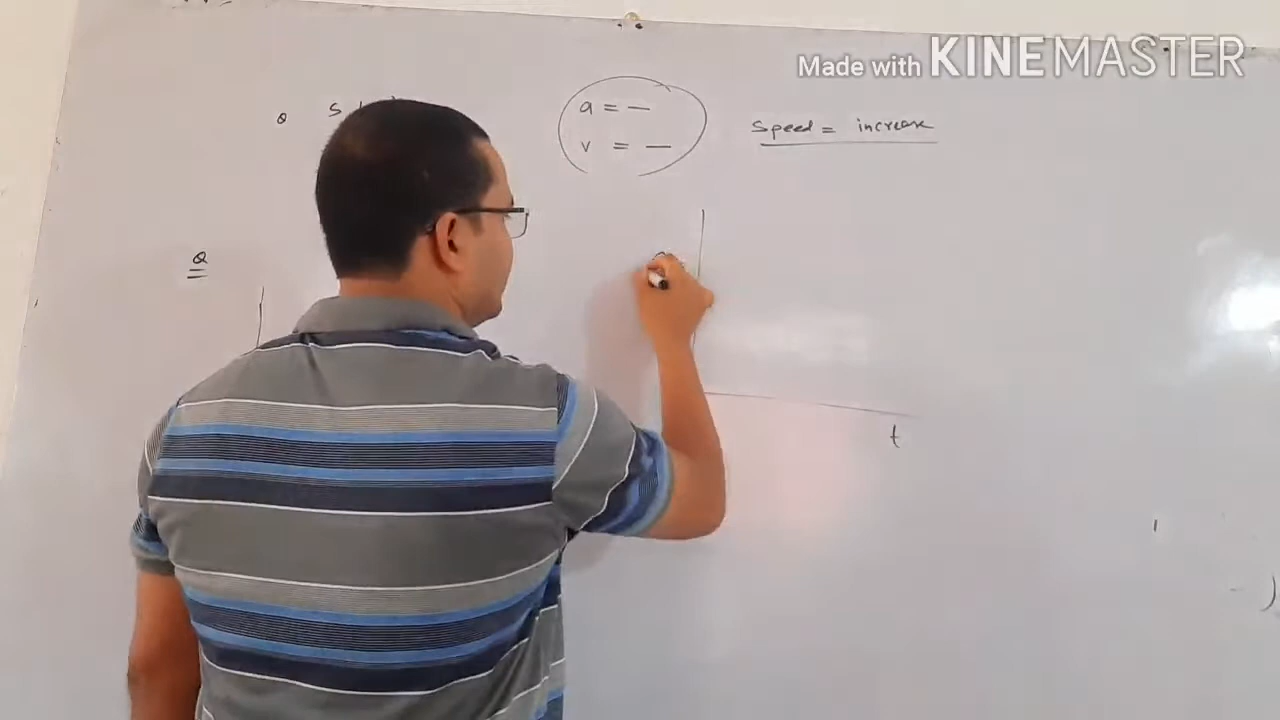 Made with KINEMASTER
a = —
v = —
Speed = increase
Q
Q
t